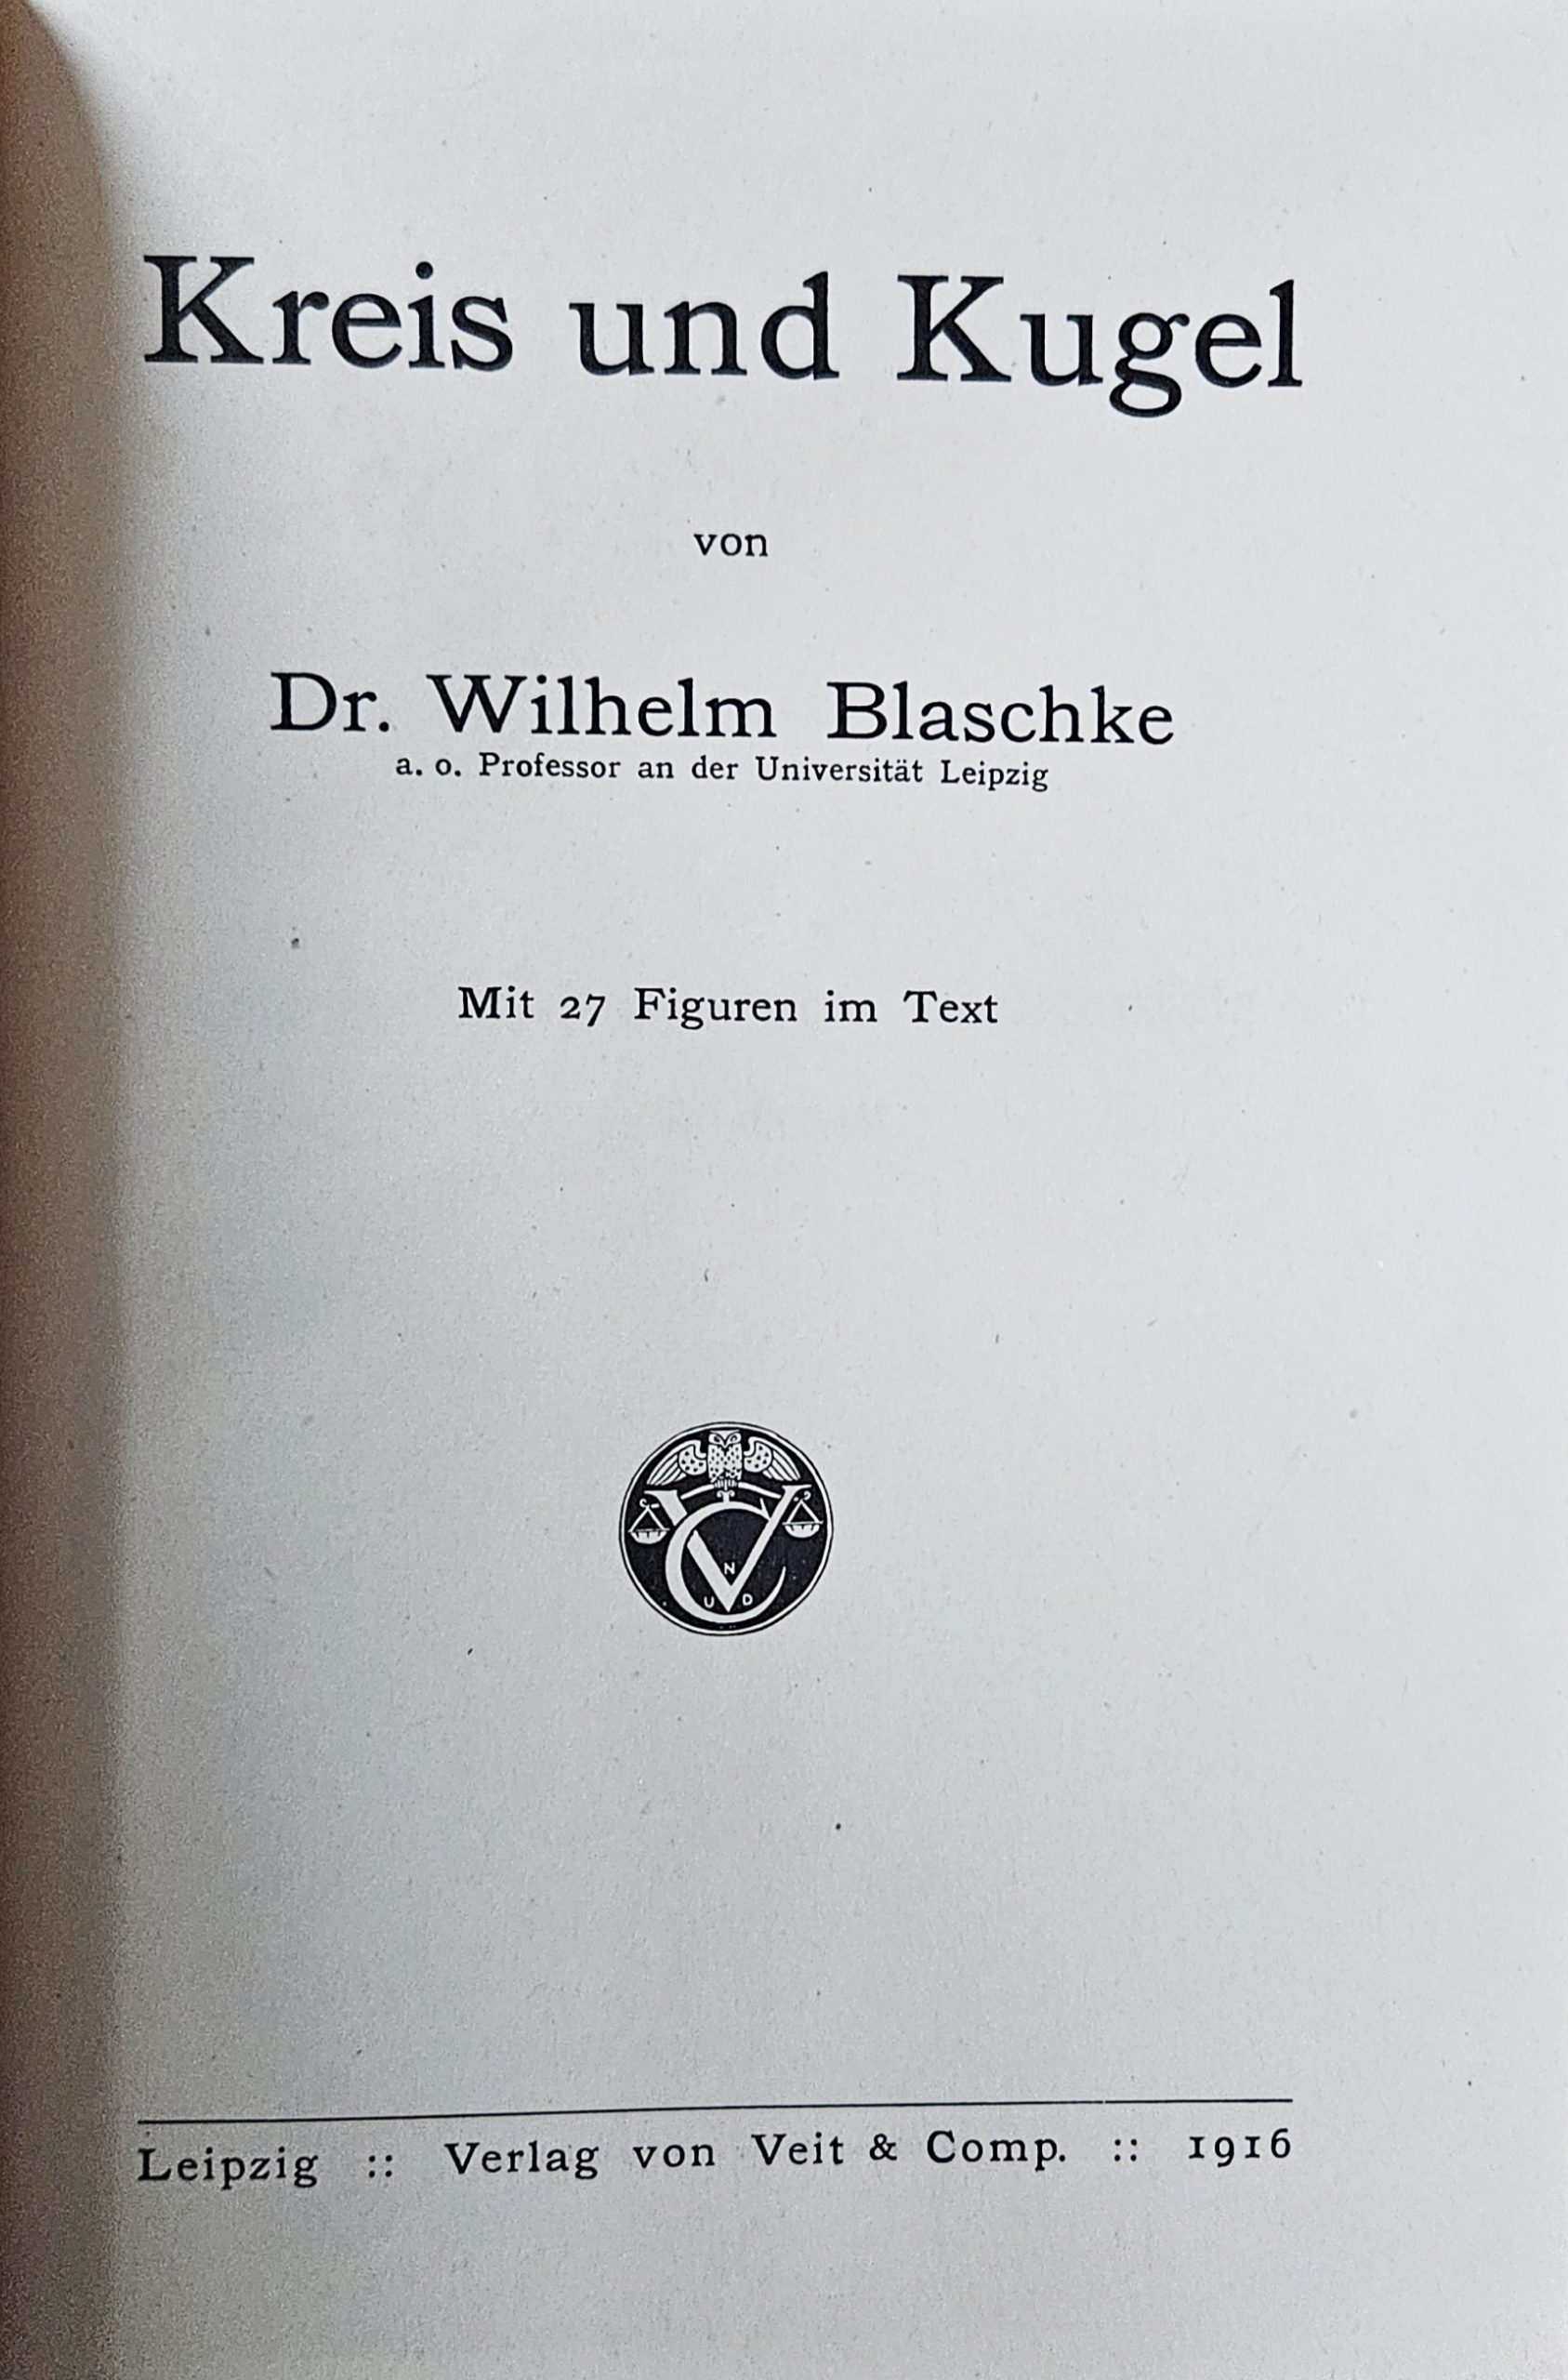 Kreis und Kugel
von
Dr. Wilhelm Blaschke
a. o. Professor an der Universität Leipzig
Mit 27 Figuren im Text
V C
N
U D
Leipzig :: Verlag von Veit & Comp. :: 1916